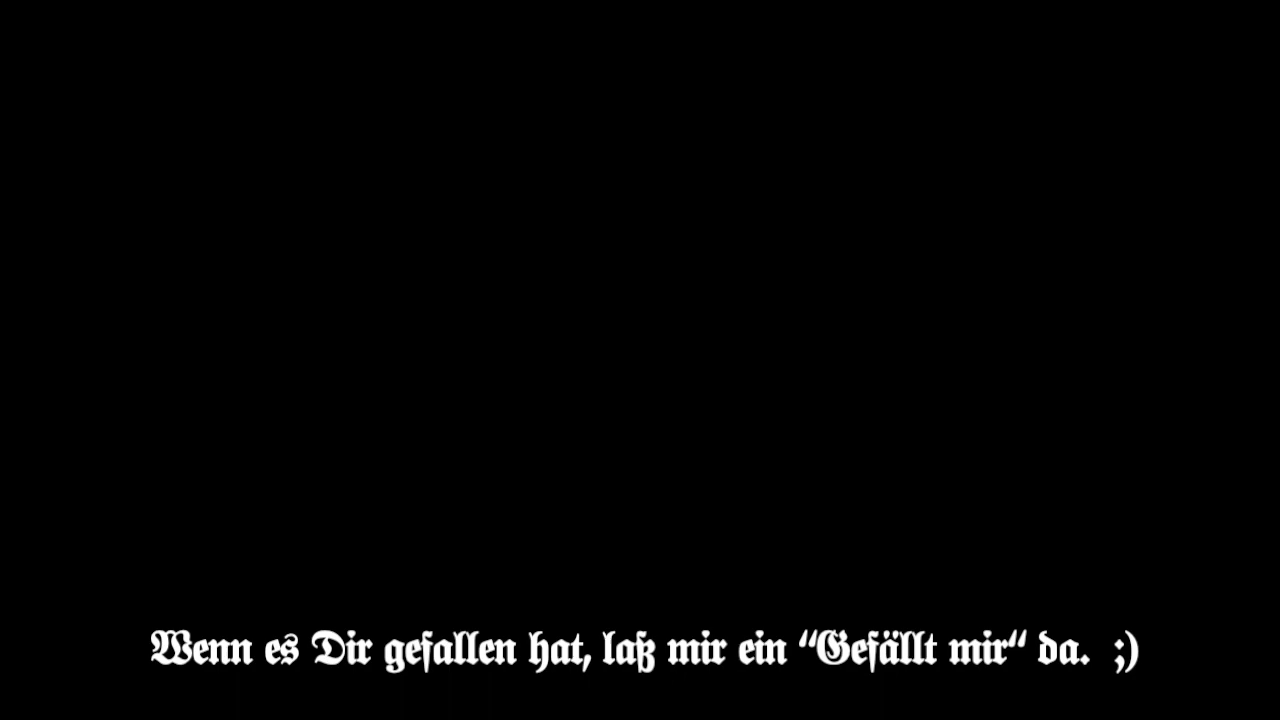 Wenn es Dir gefallen hat, laß mir ein “Gefällt mir“ da. ;)